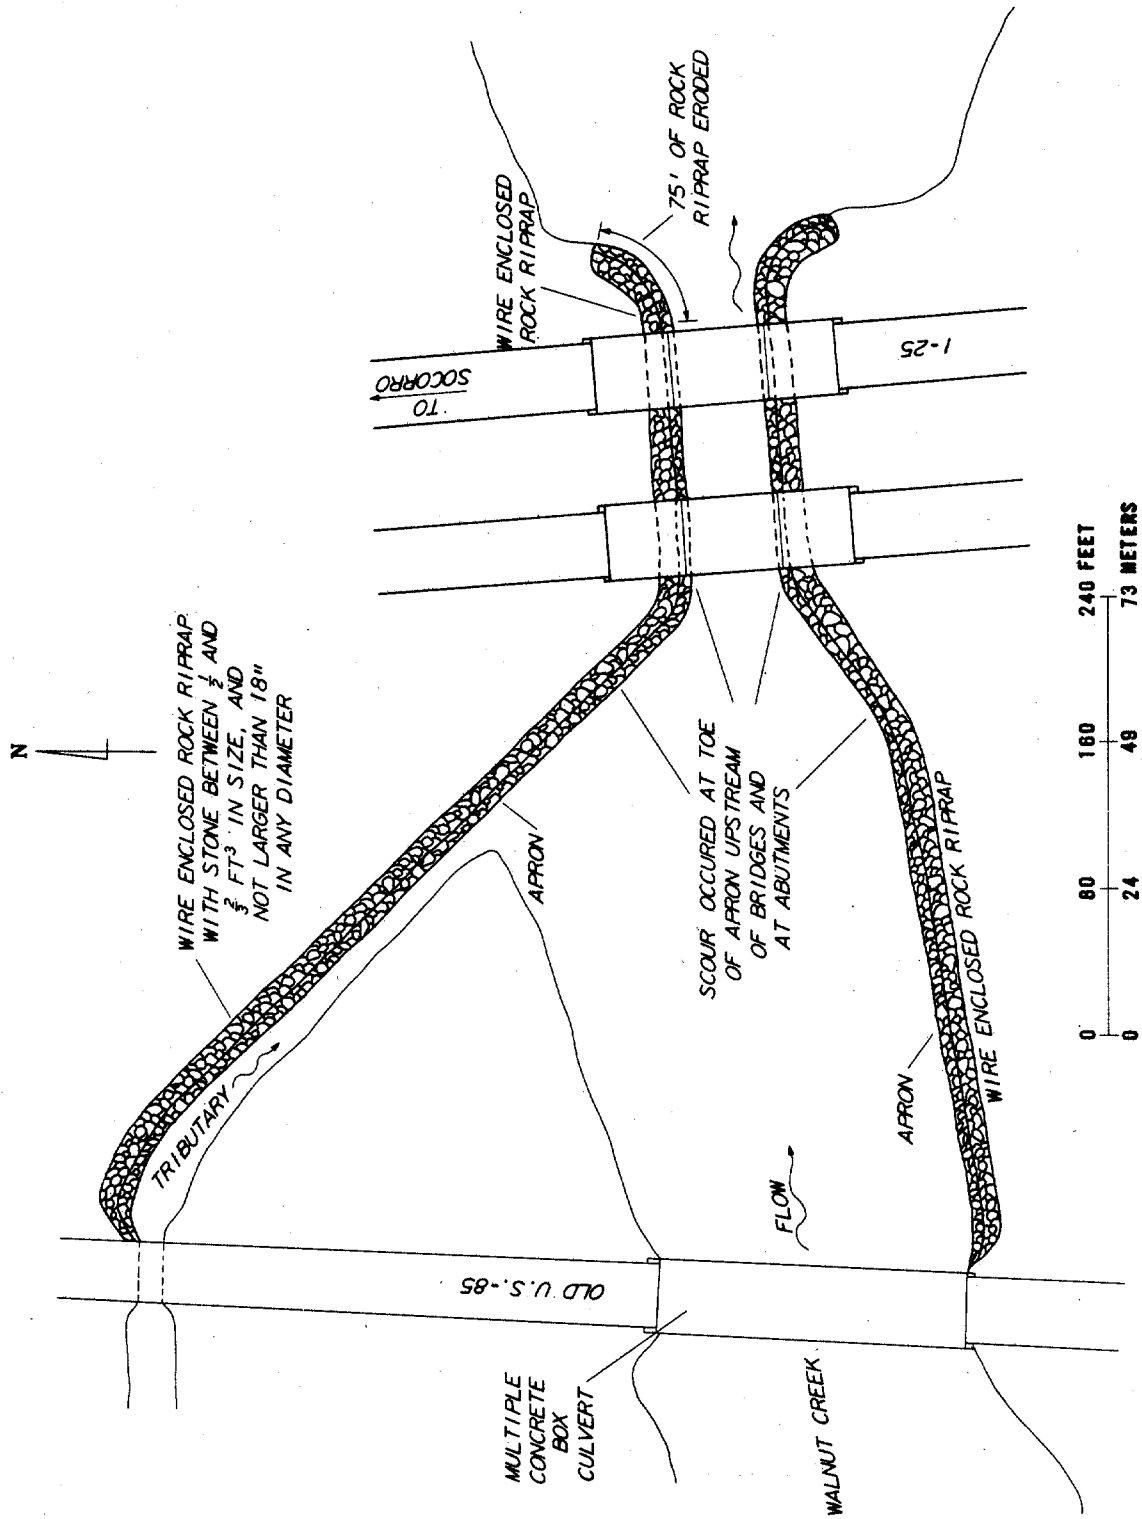 N
WIRE ENCLOSED ROCK RIPRAP
WITH STONE BETWEEN ½ AND
⅔ FT³ IN SIZE, AND
NOT LARGER THAN 18"
IN ANY DIAMETER
TRIBUTARY
APRON
OLD U.S.-85
MULTIPLE
CONCRETE
BOX
CULVERT
WALNUT CREEK
FLOW
APRON
WIRE ENCLOSED ROCK RIPRAP
SCOUR OCCURED AT TOE
OF APRON UPSTREAM
OF BRIDGES AND
AT ABUTMENTS
TO
SOCORRO
I-25
WIRE ENCLOSED
ROCK RIPRAP
75' OF ROCK
RIPRAP ERODED
0 80 160 240 FEET
0 24 49 73 METERS